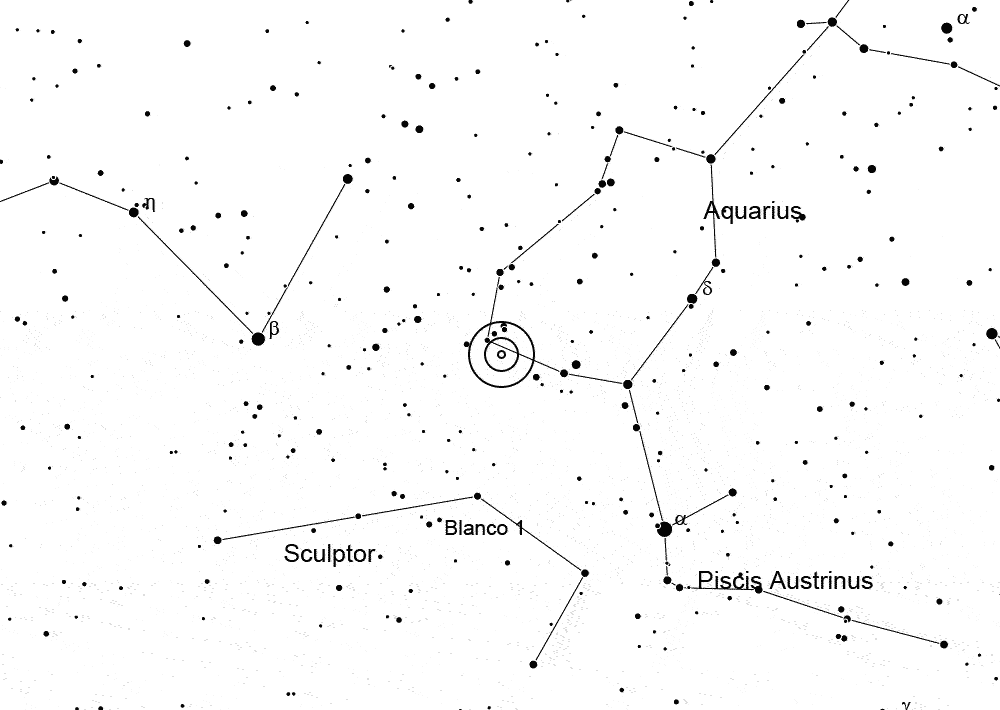 α
η
Aquarius
δ
β
α
Blanco 1
Sculptor
Piscis Austrinus
γ